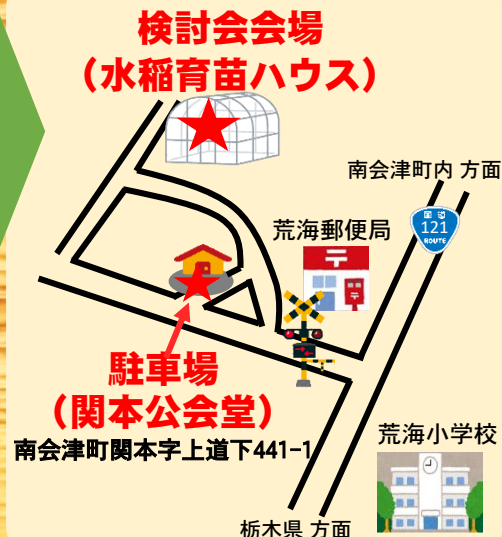 検討会会場
（水稲育苗ハウス）
南会津町内 方面
国道
121
ROUTE
荒海郵便局
〒
駐車場
（関本公会堂）
南会津町関本字上道下441-1
荒海小学校
栃木県 方面